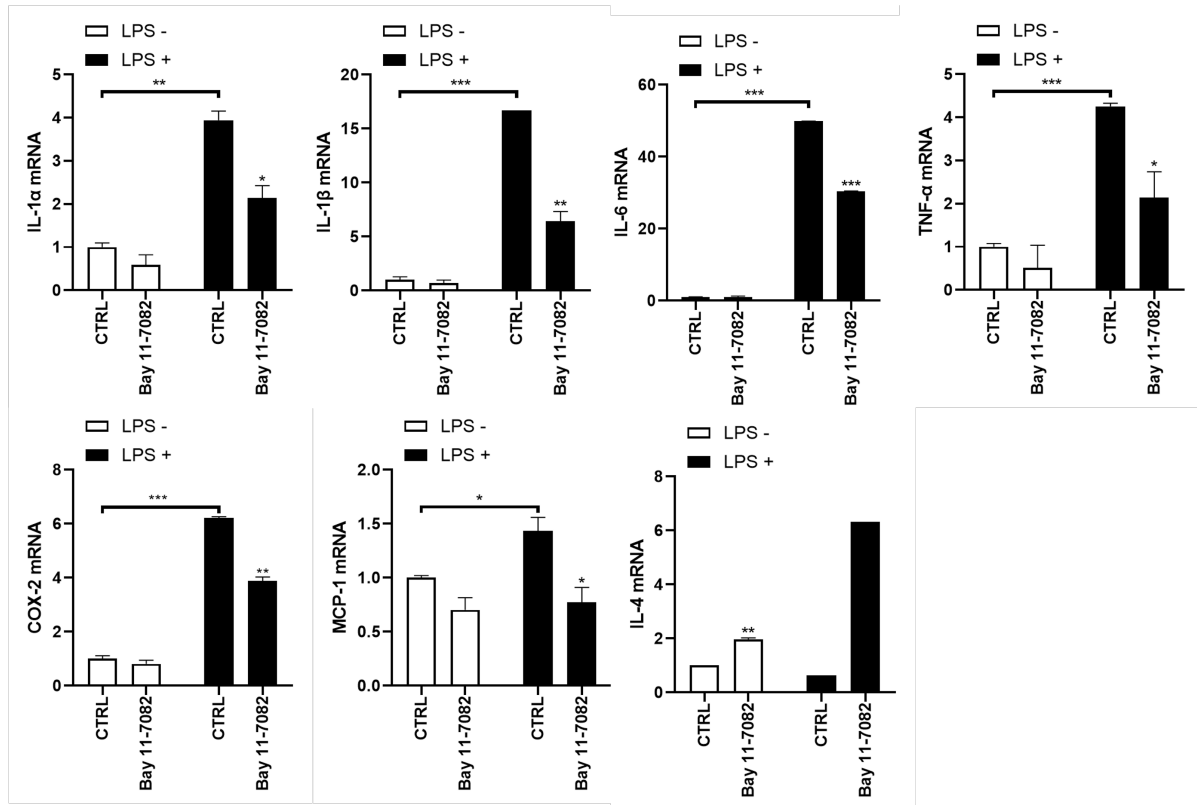 LPS -
LPS +
IL-1α mRNA
5
4
3
2
1
0
**
*
CTRL
Bay 11-7082
CTRL
Bay 11-7082
LPS -
LPS +
IL-1β mRNA
20
15
10
5
0
***
**
CTRL
Bay 11-7082
CTRL
Bay 11-7082
LPS -
LPS +
IL-6 mRNA
60
40
20
0
***
***
CTRL
Bay 11-7082
CTRL
Bay 11-7082
LPS -
LPS +
TNF-α mRNA
5
4
3
2
1
0
***
*
CTRL
Bay 11-7082
CTRL
Bay 11-7082
LPS -
LPS +
COX-2 mRNA
8
6
4
2
0
***
**
CTRL
Bay 11-7082
CTRL
Bay 11-7082
LPS -
LPS +
MCP-1 mRNA
2.0
1.5
1.0
0.5
0.0
*
*
CTRL
Bay 11-7082
CTRL
Bay 11-7082
LPS -
LPS +
IL-4 mRNA
8
6
4
2
0
**
CTRL
Bay 11-7082
CTRL
Bay 11-7082